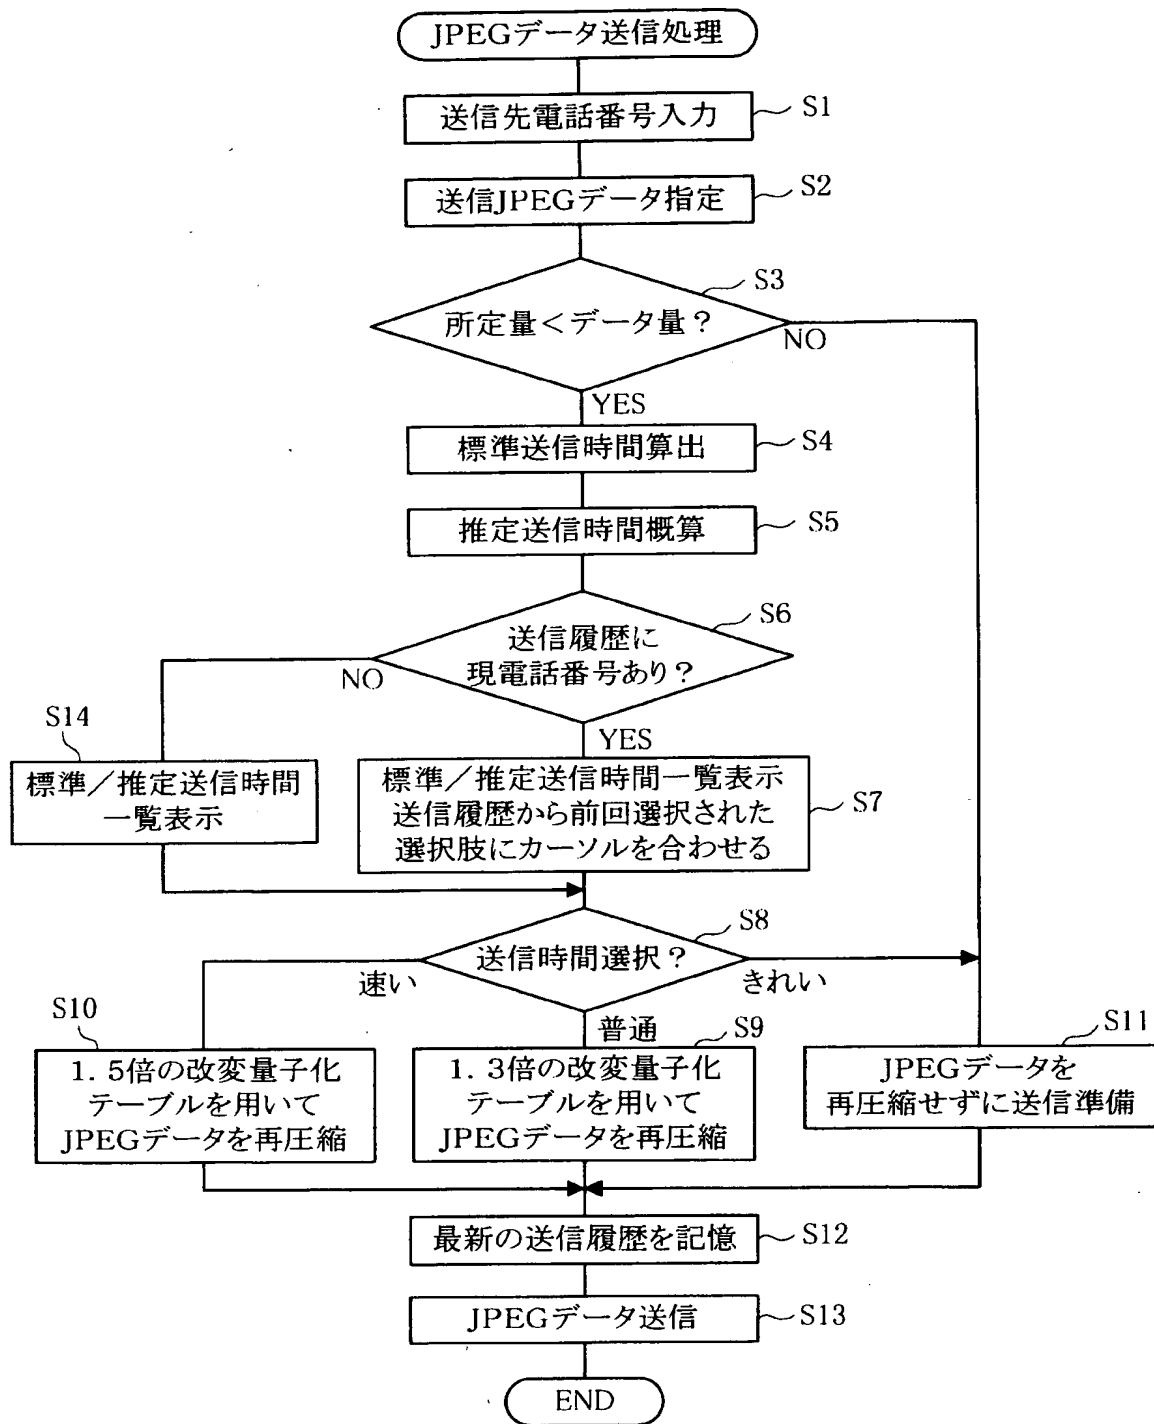 JPEGデータ送信処理
送信先電話番号入力
S1
送信JPEGデータ指定
S2
所定量<データ量?
S3
NO
YES
標準送信時間算出
S4
推定送信時間概算
S5
送信履歴に
現電話番号あり?
S6
NO
YES
S14
標準/推定送信時間
一覧表示
標準/推定送信時間一覧表示
送信履歴から前回選択された
選択肢にカーソルを合わせる
S7
送信時間選択?
S8
速い
普通
きれい
S10
1.5倍の改変量子化
テーブルを用いて
JPEGデータを再圧縮
S9
1.3倍の改変量子化
テーブルを用いて
JPEGデータを再圧縮
S11
JPEGデータを
再圧縮せずに送信準備
最新の送信履歴を記憶
S12
JPEGデータ送信
S13
END